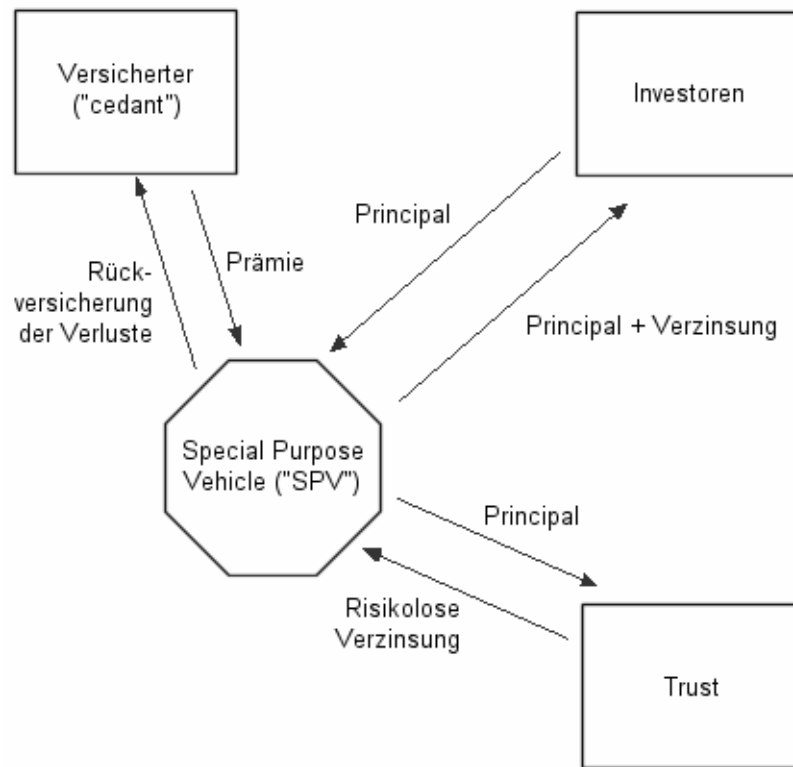 Versicherter
("cedant")
Investoren
Principal
Prämie
Rück-
versicherung
der Verluste
Principal + Verzinsung
Special Purpose
Vehicle ("SPV")
Principal
Risikolose
Verzinsung
Trust